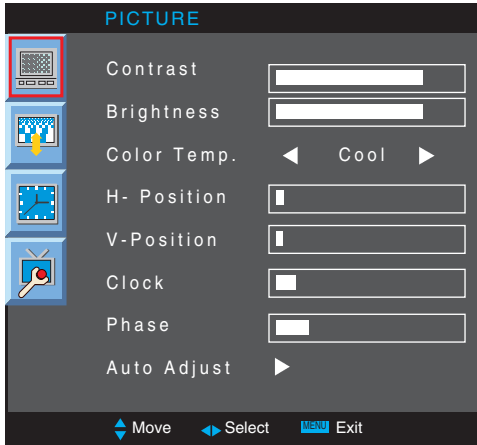 PICTURE
Contrast
Brightness
Color Temp. Cool
H- Position
V-Position
Clock
Phase
Auto Adjust
Move Select MENU Exit